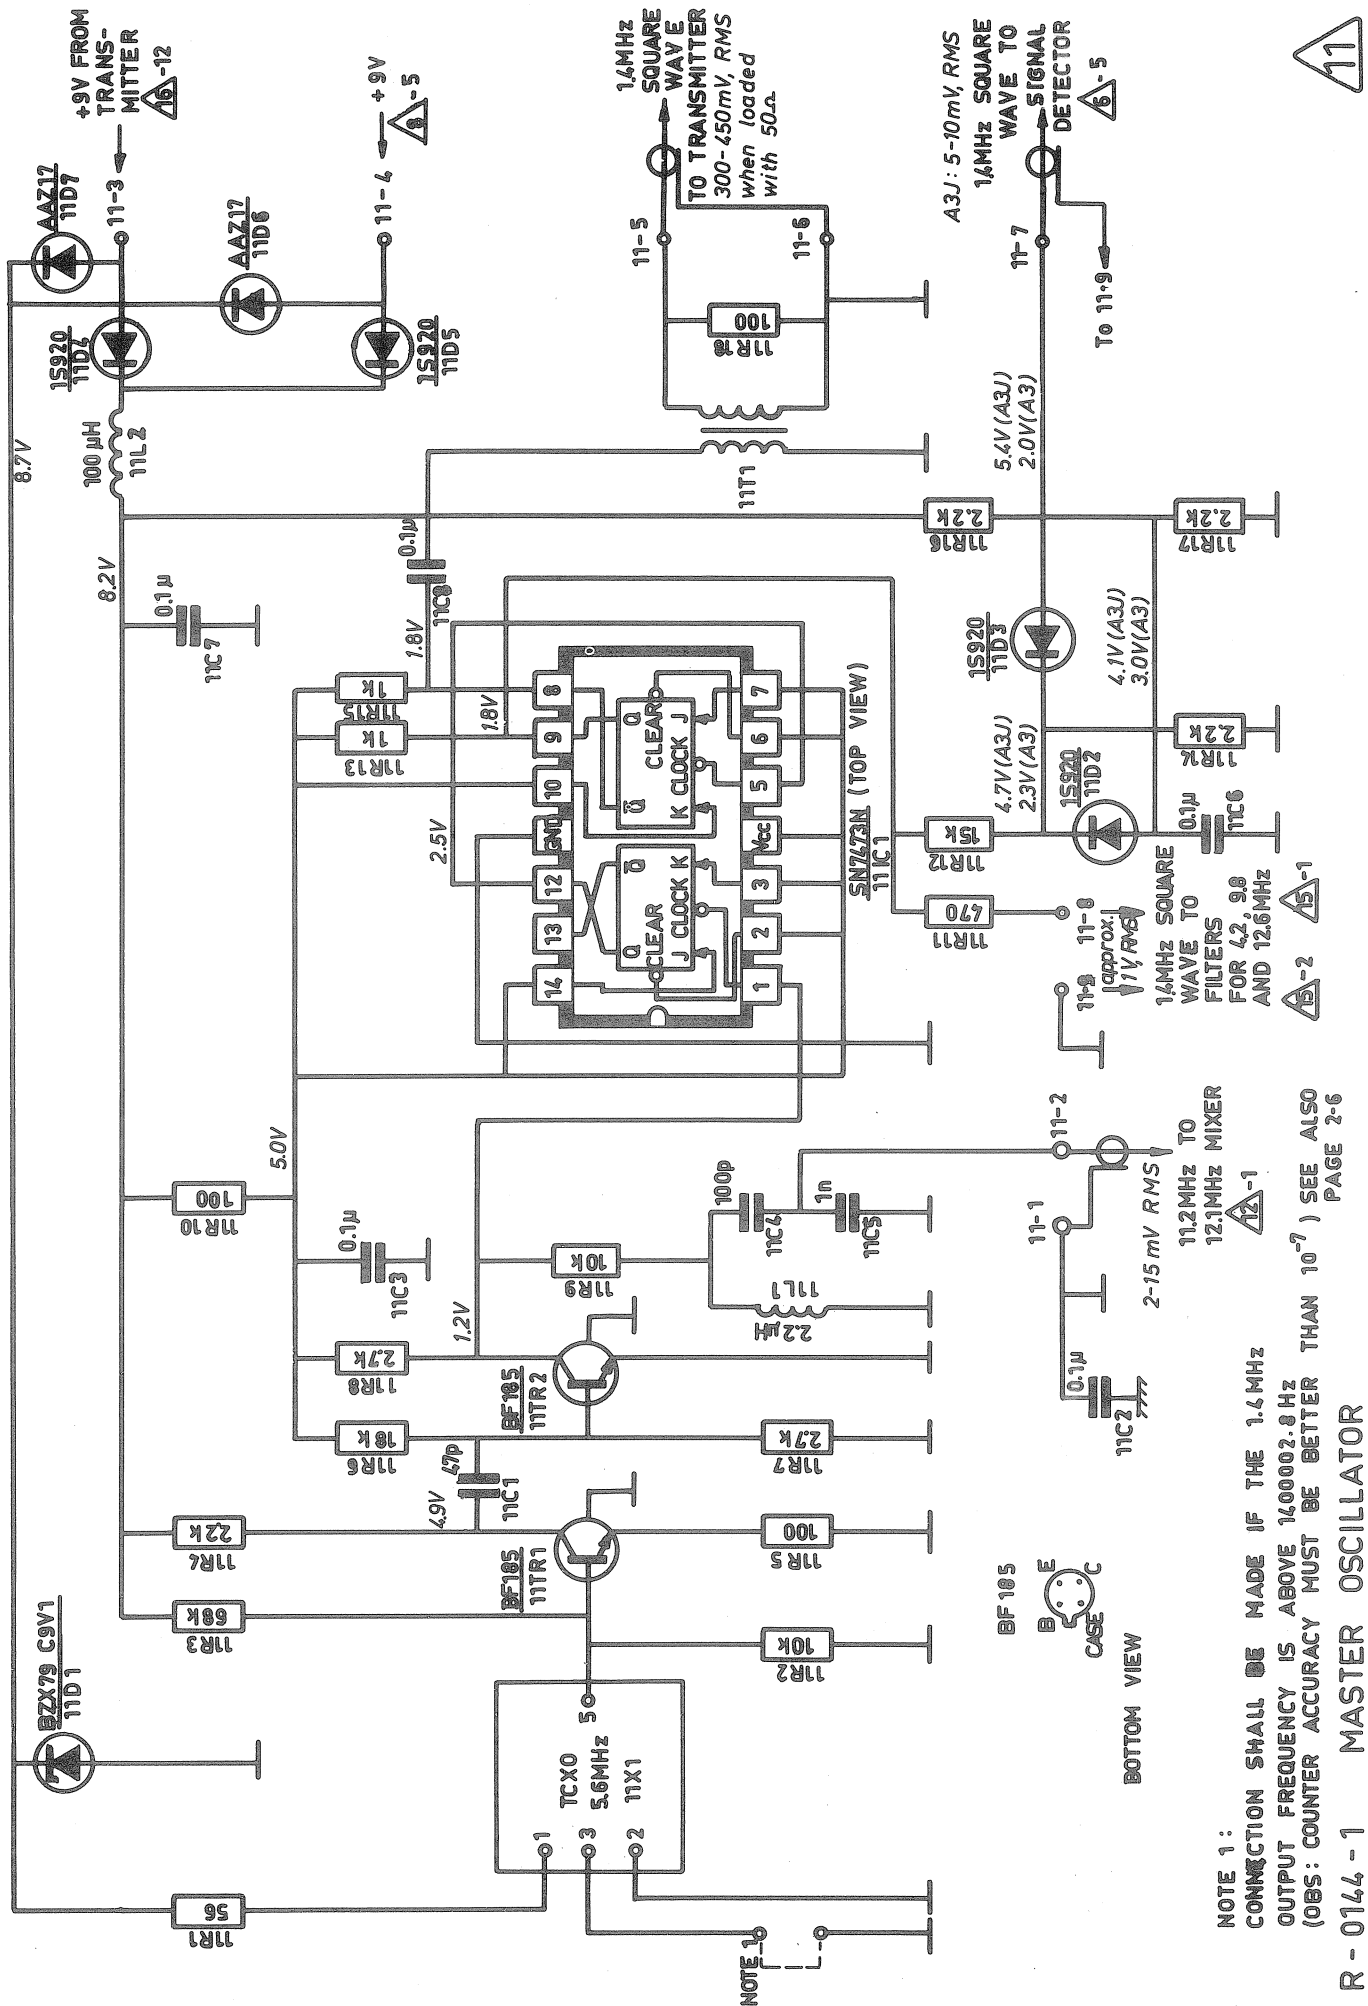 R-0144-1 MASTER OSCILLATOR
11
NOTE 1:
CONNECTION SHALL BE MADE IF THE 1.4MHz
OUTPUT FREQUENCY IS ABOVE 1400002.8Hz
(OBS: COUNTER ACCURACY MUST BE BETTER THAN 10⁻⁷) SEE ALSO
PAGE 2-6
56
11R1
BZX79 C9V1
11D1
8.7V
AAZ17
11D7
+9V FROM
TRANS-
MITTER
16-12
11-3
1S920
11D4
AAZ17
11D6
11-4
+9V
8-5
1S920
11D5
100µH
11L2
8.2V
0.1µ
11C7
68k
11R3
2,2k
11R4
100
11R10
5.0V
0.1µ
11C3
18k
11R6
2.7k
11R8
1k
11R13
1k
11R15
1.8V
1.8V
0.1µ
11C8
2.5V
11T1
100
11R18
11-5
11-6
1,4MHz
SQUARE
WAVE
TO TRANSMITTER
300-450mV, RMS
when loaded
with 50Ω
TCXO
5.6MHz
11X1
1
3
2
5
NOTE 1
10k
11R2
BF185
11TR1
4.9V
47p
11C1
100
11R5
BF185
11TR2
1.2V
2.7k
11R7
10k
11R9
2.2µH
11L1
100p
11C4
1n
11C5
14
13
12
GND
10
9
8
Q
Q̅
CLEAR
J CLOCK K
Q̅
Q
CLEAR
K CLOCK J
1
2
3
Vcc
5
6
7
SN7473N (TOP VIEW)
11IC1
470
11R11
15k
11R12
2.2k
11R16
2.2k
11R17
2.2k
11R14
4.7V(A3J)
2.3V(A3)
1S920
11D2
1S920
11D3
4.1V(A3J)
3.0V(A3)
5.4V(A3J)
2.0V(A3)
0.1µ
11C6
11-7
To 11-9
A3J: 5-10mV, RMS
1,4MHz SQUARE
WAVE TO
SIGNAL
DETECTOR
6-5
11-9
11-8
approx.
1V, RMS
1,4MHz SQUARE
WAVE TO
FILTERS
FOR 4,2, 9.8
AND 12.6MHz
15-2
15-1
11-1
11-2
0.1µ
11C2
2-15mV RMS
11.2MHz TO
12.1MHz MIXER
12-1
BF185
B
E
C
CASE
BOTTOM VIEW